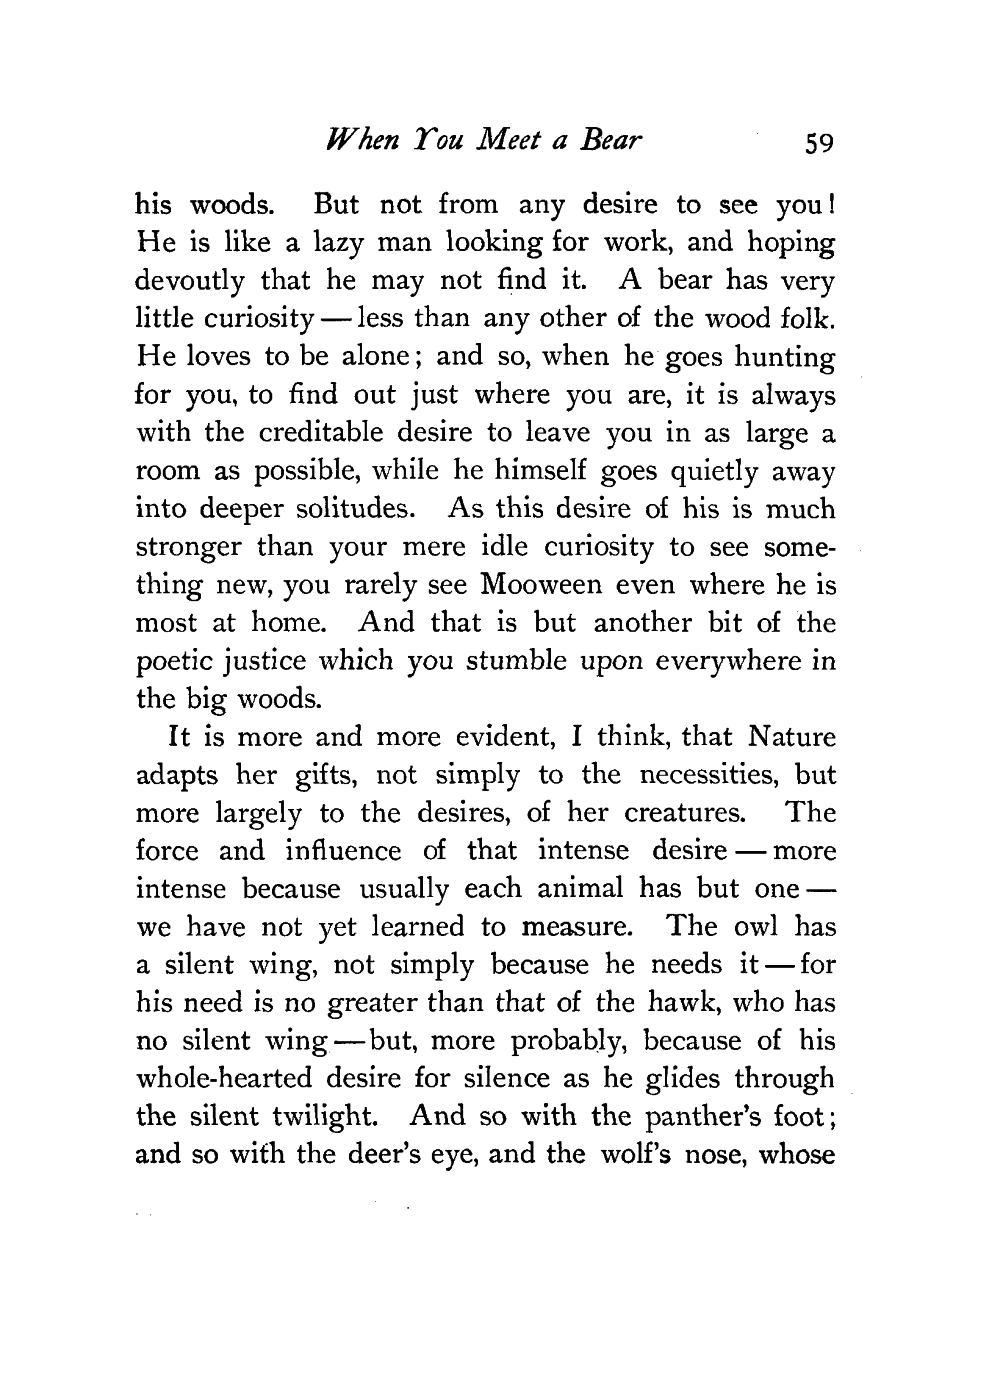 When You Meet a Bear 59
his woods. But not from any desire to see you!
He is like a lazy man looking for work, and hoping
devoutly that he may not find it. A bear has very
little curiosity — less than any other of the wood folk.
He loves to be alone; and so, when he goes hunting
for you, to find out just where you are, it is always
with the creditable desire to leave you in as large a
room as possible, while he himself goes quietly away
into deeper solitudes. As this desire of his is much
stronger than your mere idle curiosity to see some-
thing new, you rarely see Mooween even where he is
most at home. And that is but another bit of the
poetic justice which you stumble upon everywhere in
the big woods.
It is more and more evident, I think, that Nature
adapts her gifts, not simply to the necessities, but
more largely to the desires, of her creatures. The
force and influence of that intense desire — more
intense because usually each animal has but one —
we have not yet learned to measure. The owl has
a silent wing, not simply because he needs it — for
his need is no greater than that of the hawk, who has
no silent wing — but, more probably, because of his
whole-hearted desire for silence as he glides through
the silent twilight. And so with the panther's foot;
and so with the deer's eye, and the wolf's nose, whose